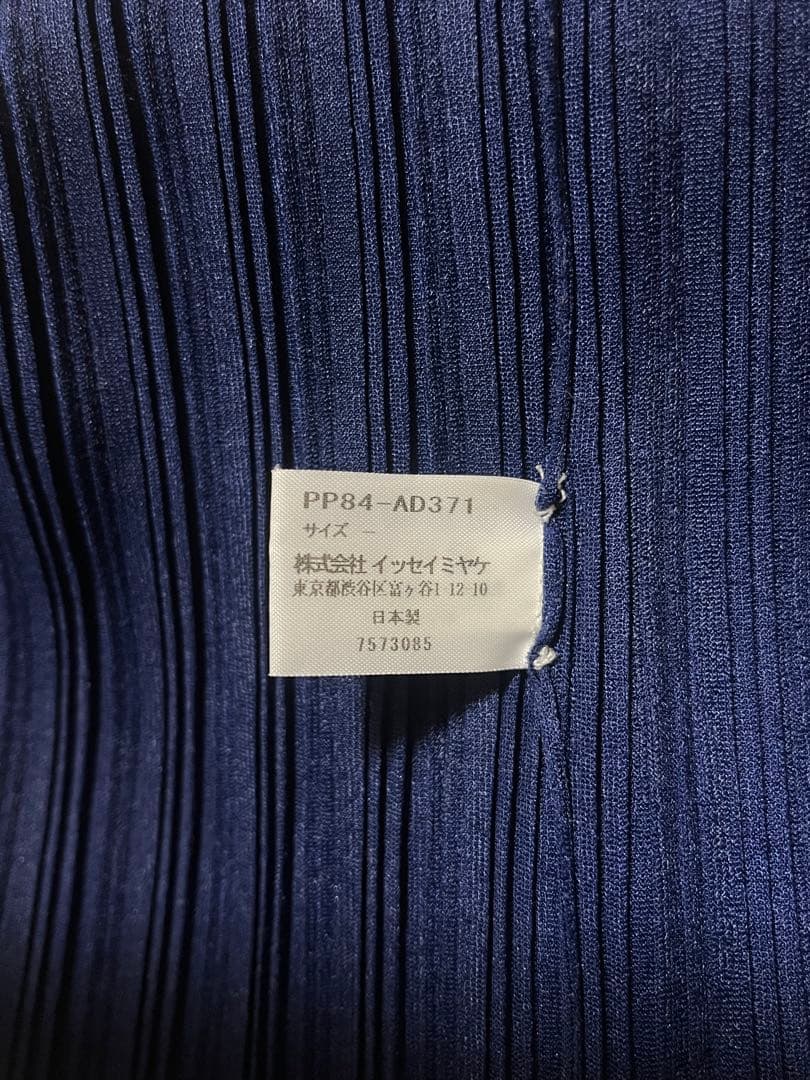 PP84-AD371
サイズ －
株式会社 イッセイミヤケ
東京都渋谷区富ヶ谷1 12 10
日本製
7573085